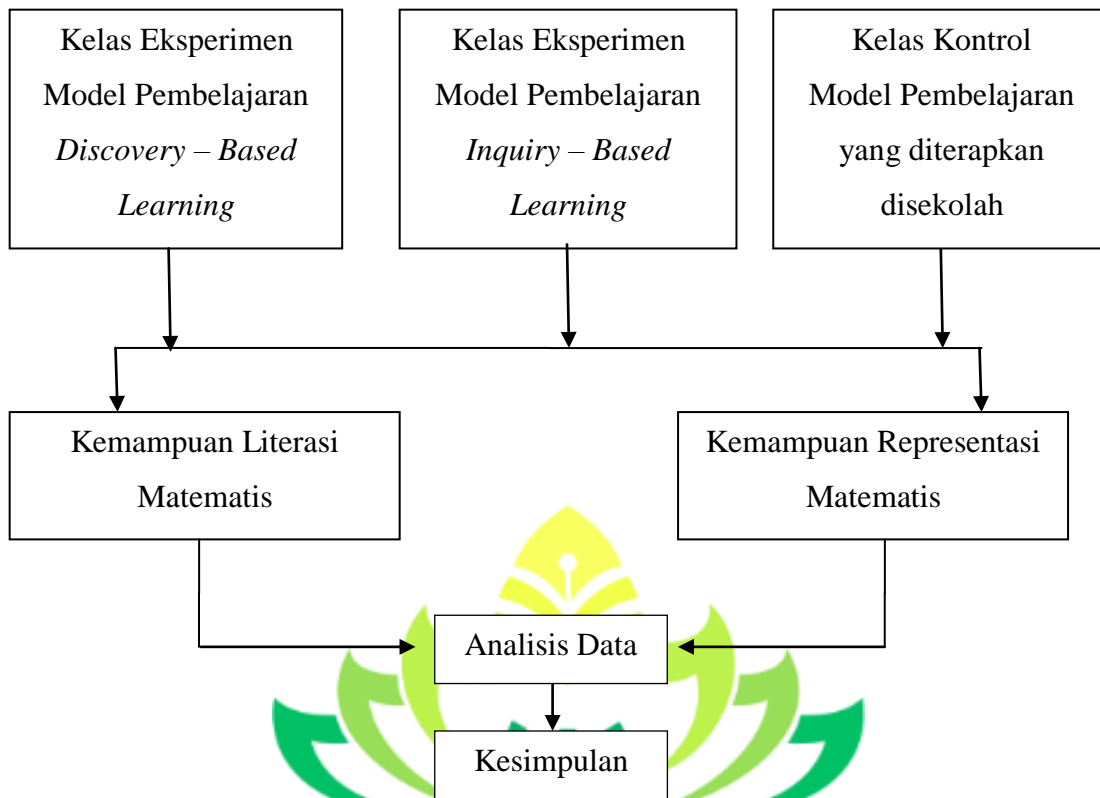 Kelas Eksperimen
Model Pembelajaran
Discovery – Based
Learning
Kelas Eksperimen
Model Pembelajaran
Inquiry – Based
Learning
Kelas Kontrol
Model Pembelajaran
yang diterapkan
disekolah
Kemampuan Literasi
Matematis
Kemampuan Representasi
Matematis
Analisis Data
Kesimpulan